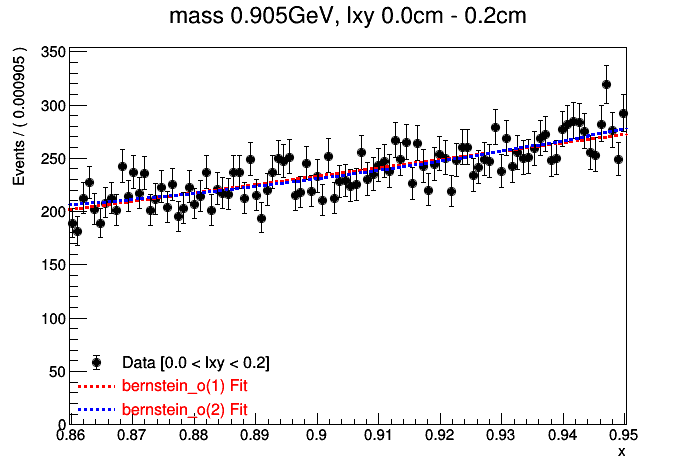 mass 0.905GeV, lxy 0.0cm - 0.2cm
Events / ( 0.000905 )
350
300
250
200
150
100
50
0
Data [0.0 < lxy < 0.2]
bernstein_o(1) Fit
bernstein_o(2) Fit
0.86 0.87 0.88 0.89 0.9 0.91 0.92 0.93 0.94 0.95
x